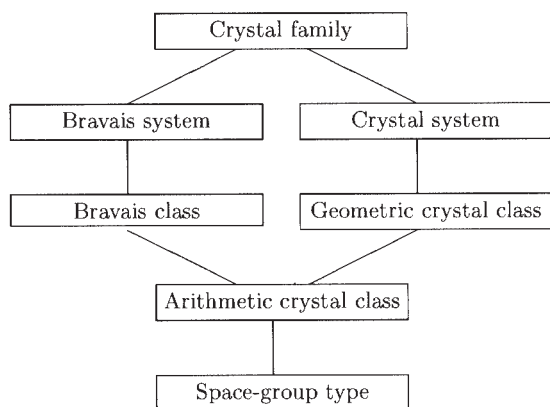 Crystal family
Bravais system
Crystal system
Bravais class
Geometric crystal class
Arithmetic crystal class
Space-group type